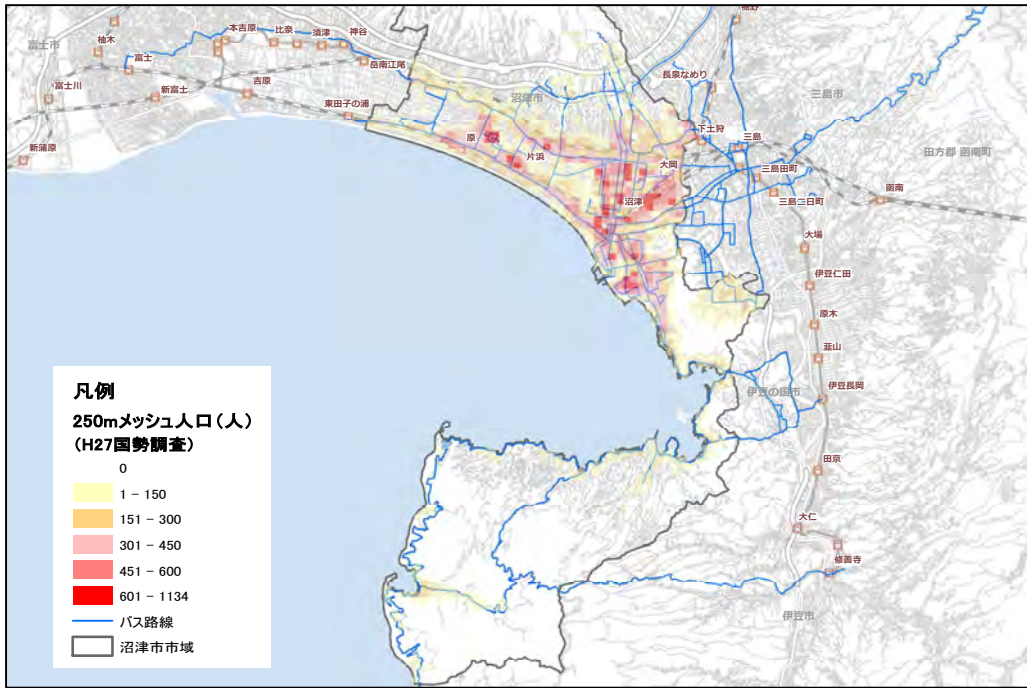 裾野
本吉原
比奈
須津
神谷
富士市
柚木
富士
岳南江尾
長泉なめり
富士川
新富士
吉原
沼津市
三島市
東田子の浦
下土狩
原
三島
新蒲原
片浜
大岡
田方郡 函南町
三島田町
沼津
三島二日町
函南
大場
伊豆仁田
原木
韮山
伊豆の国市
伊豆長岡
田京
大仁
修善寺
伊豆市
凡例
250mメッシュ人口(人)
(H27国勢調査)
0
1 - 150
151 - 300
301 - 450
451 - 600
601 - 1134
バス路線
沼津市市域